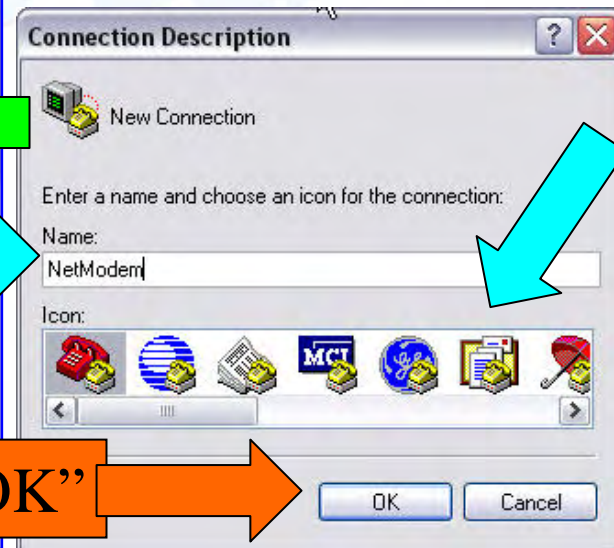 Connection Description
New Connection
Enter a name and choose an icon for the connection:
Name:
NetModem
Icon:
MCI
OK”
OK
Cancel